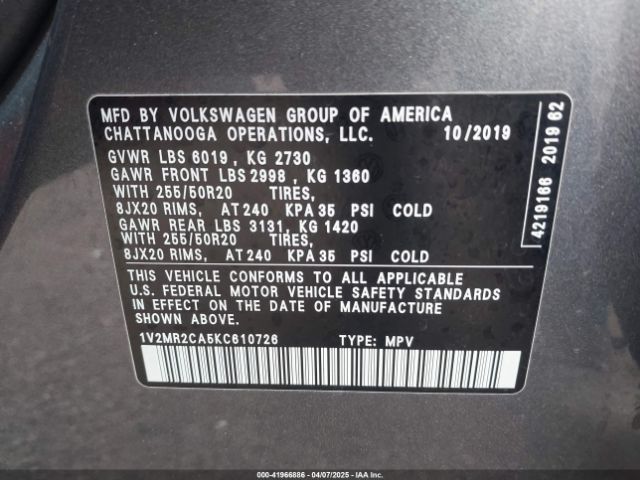 MFD BY VOLKSWAGEN GROUP OF AMERICA
CHATTANOOGA OPERATIONS, LLC. 10/2019
GVWR LBS 6019, KG 2730
GAWR FRONT LBS 2998, KG 1360
WITH 255/50R20 TIRES,
8JX20 RIMS, AT 240 KPA 35 PSI COLD
GAWR REAR LBS 3131, KG 1420
WITH 255/50R20 TIRES,
8JX20 RIMS, AT 240 KPA 35 PSI COLD
THIS VEHICLE CONFORMS TO ALL APPLICABLE
U.S. FEDERAL MOTOR VEHICLE SAFETY STANDARDS
IN EFFECT ON THE DATE OF MANUFACTURE
SHOWN ABOVE.
1V2MR2CA5KC610726 TYPE: MPV
4219166 2019 62
000-41966886 - 04/07/2025 - IAAI.COM